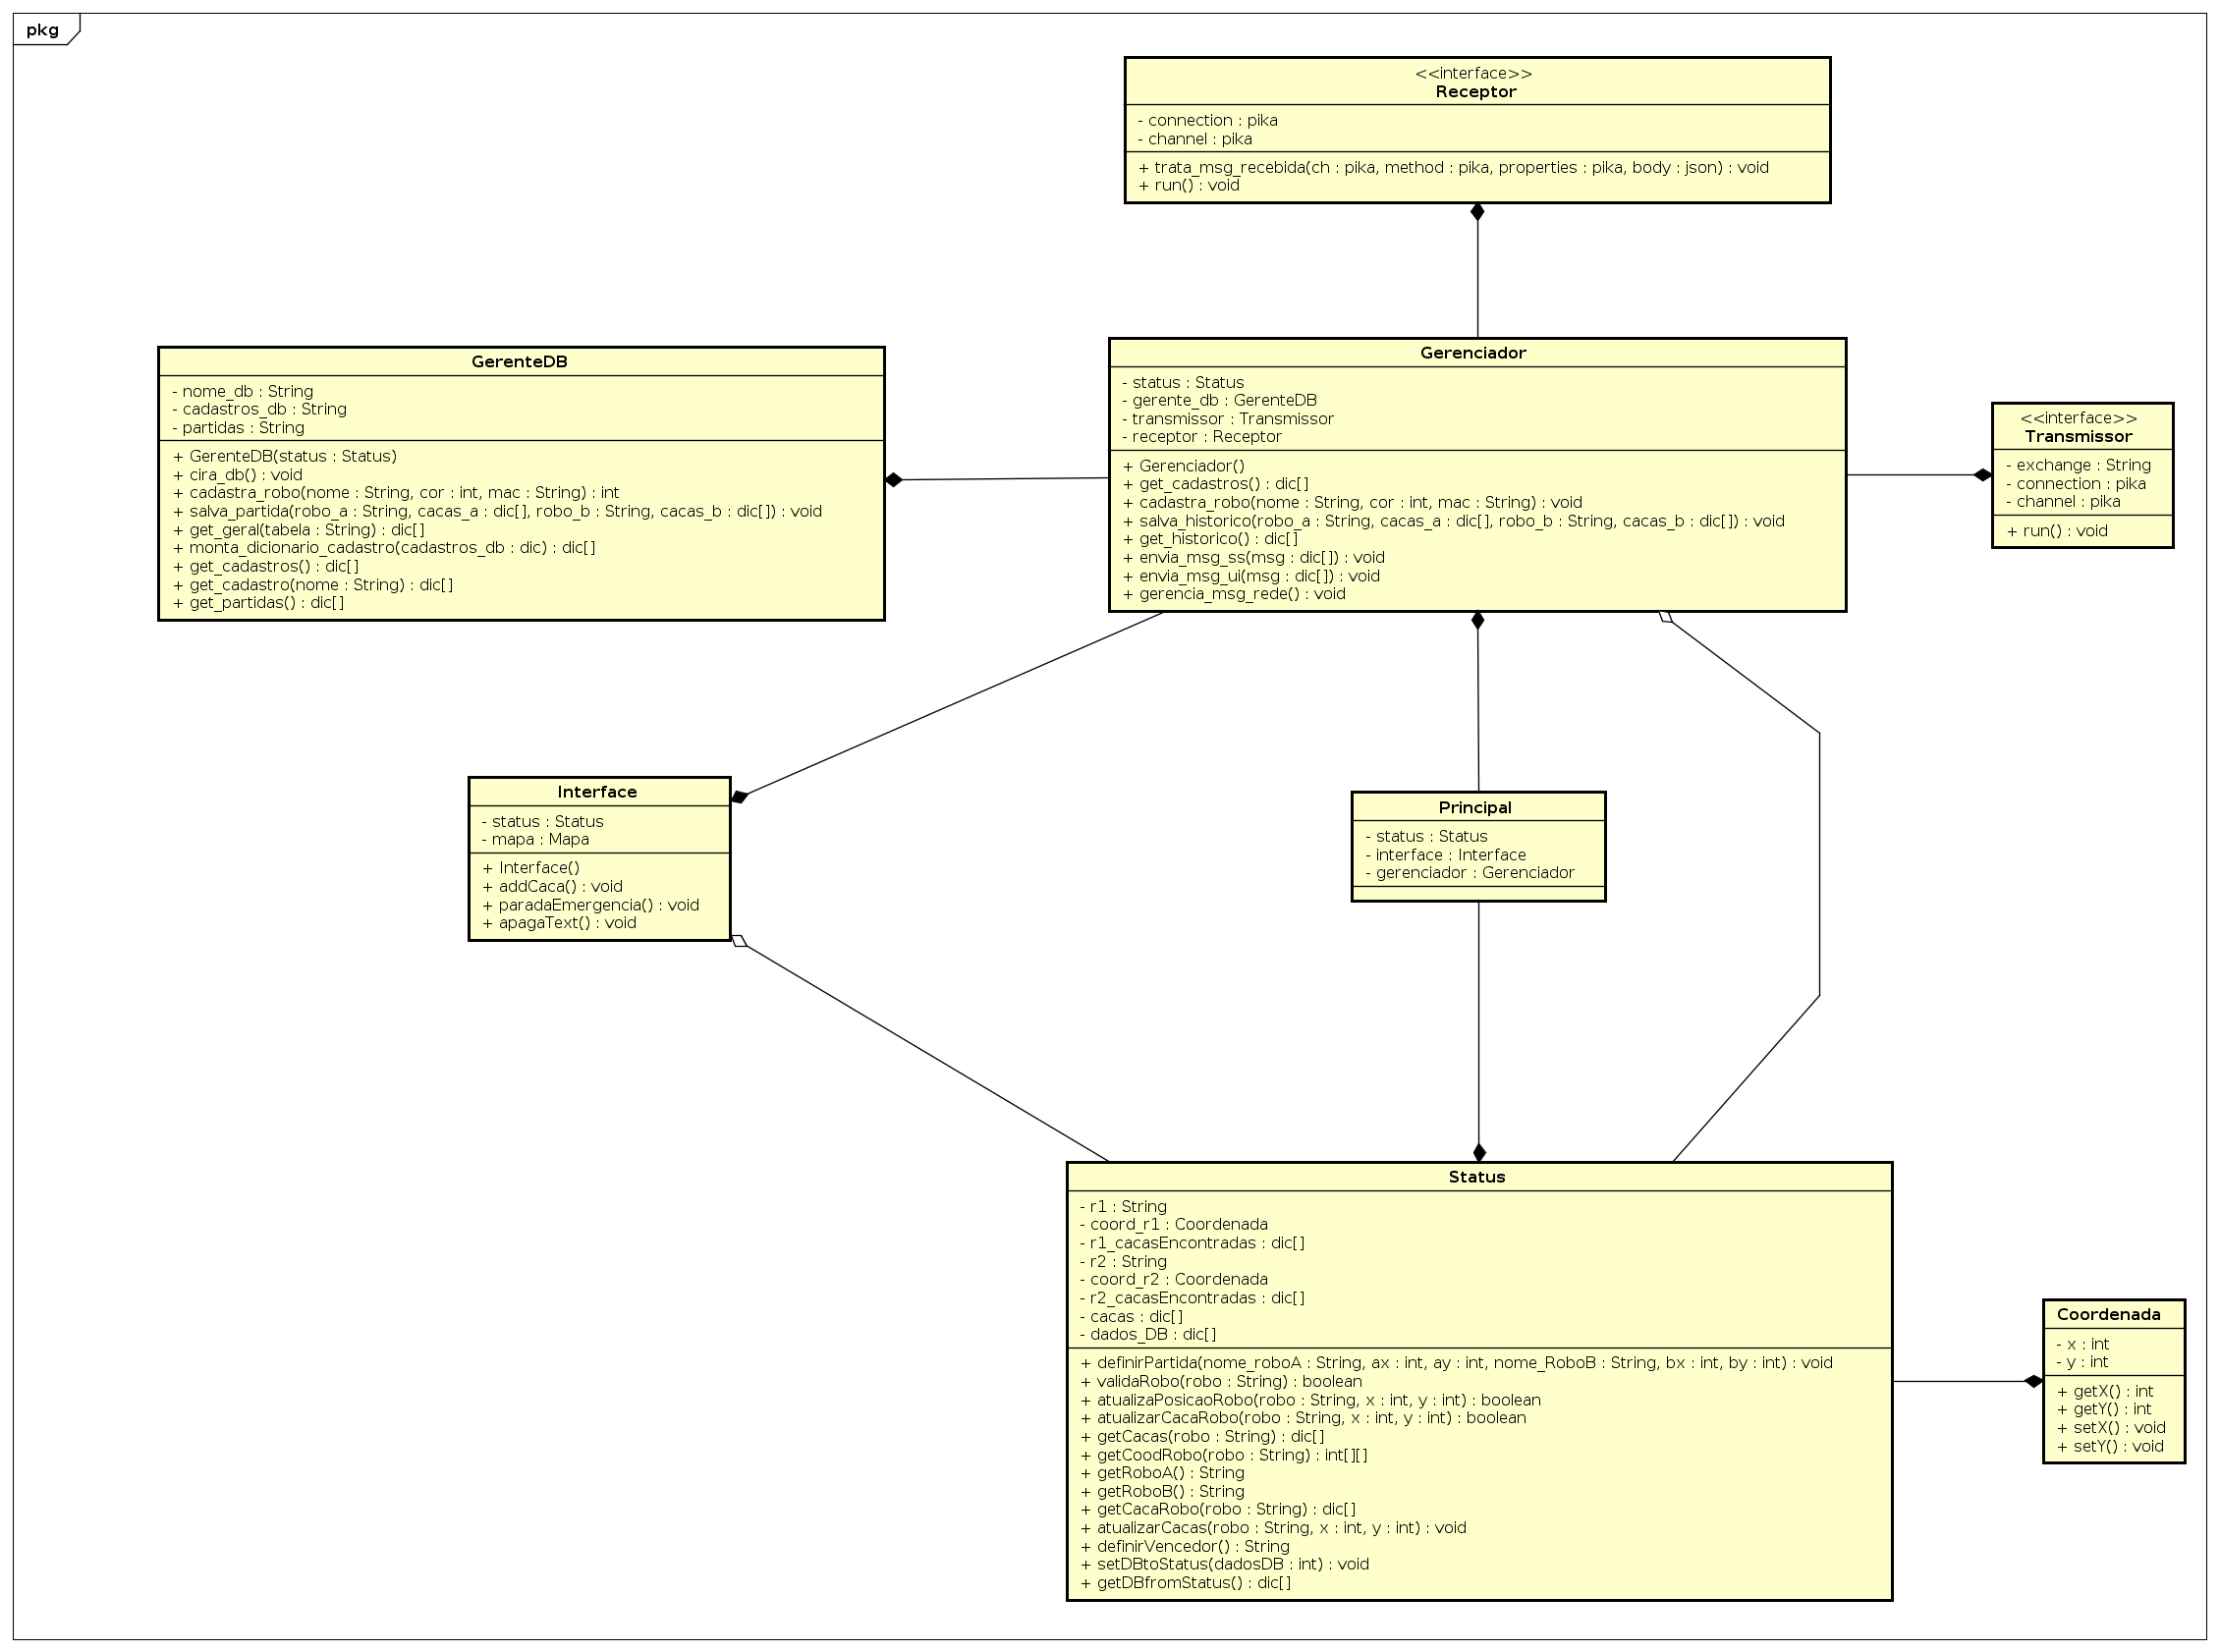 pkg
<<interface>>
Receptor
- connection : pika
- channel : pika
+ trata_msg_recebida(ch : pika, method : pika, properties : pika, body : json) : void
+ run() : void
GerenteDB
- nome_db : String
- cadastros_db : String
- partidas : String
+ GerenteDB(status : Status)
+ cira_db() : void
+ cadastra_robo(nome : String, cor : int, mac : String) : int
+ salva_partida(robo_a : String, cacas_a : dic[], robo_b : String, cacas_b : dic[]) : void
+ get_geral(tabela : String) : dic[]
+ monta_dicionario_cadastro(cadastros_db : dic) : dic[]
+ get_cadastros() : dic[]
+ get_cadastro(nome : String) : dic[]
+ get_partidas() : dic[]
Gerenciador
- status : Status
- gerente_db : GerenteDB
- transmissor : Transmissor
- receptor : Receptor
+ Gerenciador()
+ get_cadastros() : dic[]
+ cadastra_robo(nome : String, cor : int, mac : String) : void
+ salva_historico(robo_a : String, cacas_a : dic[], robo_b : String, cacas_b : dic[]) : void
+ get_historico() : dic[]
+ envia_msg_ss(msg : dic[]) : void
+ envia_msg_ui(msg : dic[]) : void
+ gerencia_msg_rede() : void
<<interface>>
Transmissor
- exchange : String
- connection : pika
- channel : pika
+ run() : void
Interface
- status : Status
- mapa : Mapa
+ Interface()
+ addCaca() : void
+ paradaEmergencia() : void
+ apagaText() : void
Principal
- status : Status
- interface : Interface
- gerenciador : Gerenciador
Status
- r1 : String
- coord_r1 : Coordenada
- r1_cacasEncontradas : dic[]
- r2 : String
- coord_r2 : Coordenada
- r2_cacasEncontradas : dic[]
- cacas : dic[]
- dados_DB : dic[]
+ definirPartida(nome_roboA : String, ax : int, ay : int, nome_RoboB : String, bx : int, by : int) : void
+ validaRobo(robo : String) : boolean
+ atualizaPosicaoRobo(robo : String, x : int, y : int) : boolean
+ atualizarCacaRobo(robo : String, x : int, y : int) : boolean
+ getCacas(robo : String) : dic[]
+ getCoodRobo(robo : String) : int[][]
+ getRoboA() : String
+ getRoboB() : String
+ getCacaRobo(robo : String) : dic[]
+ atualizarCacas(robo : String, x : int, y : int) : void
+ definirVencedor() : String
+ setDBtoStatus(dadosDB : int) : void
+ getDBfromStatus() : dic[]
Coordenada
- x : int
- y : int
+ getX() : int
+ getY() : int
+ setX() : void
+ setY() : void